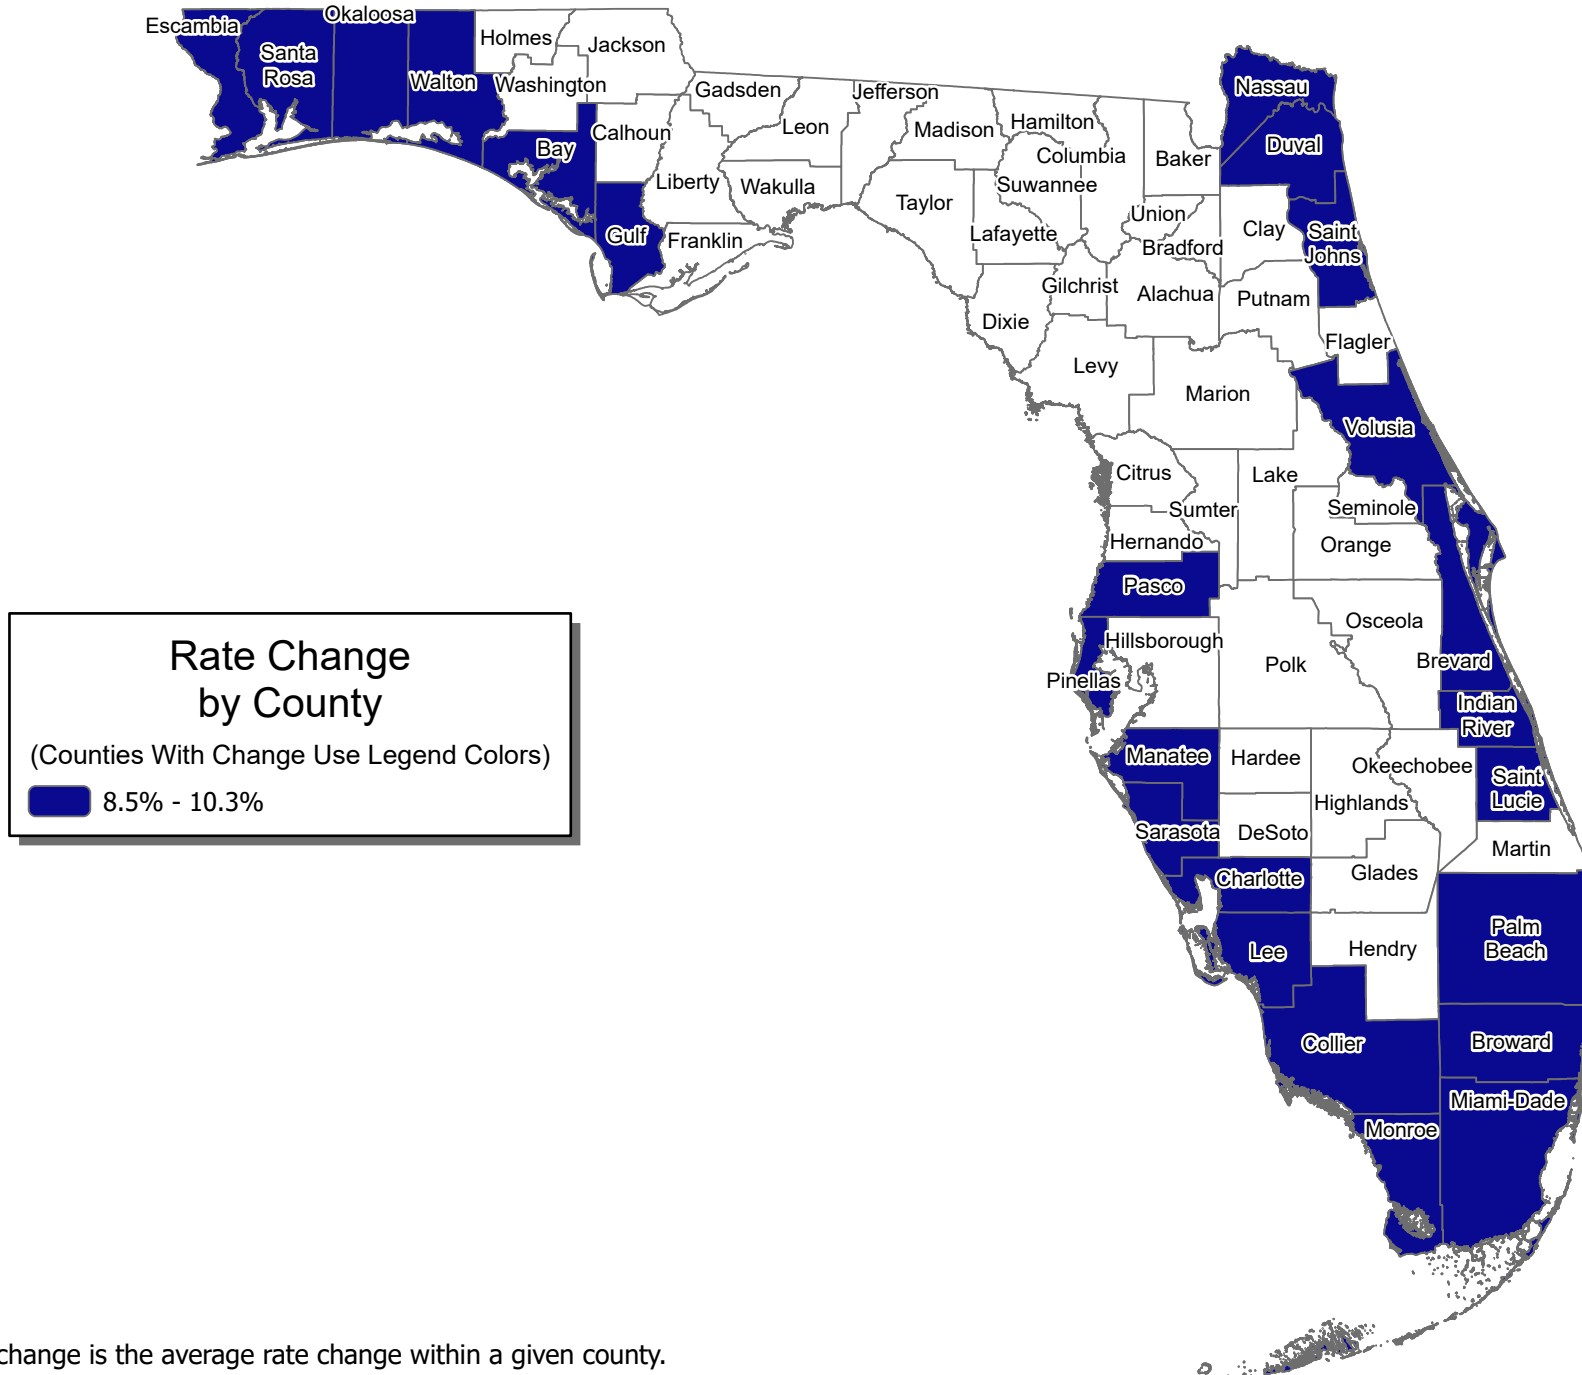 Escambia
Okaloosa
Santa
Rosa
Walton
Holmes
Jackson
Washington
Bay
Calhoun
Gulf
Liberty
Franklin
Gadsden
Leon
Wakulla
Jefferson
Madison
Taylor
Hamilton
Columbia
Suwannee
Lafayette
Baker
Union
Bradford
Nassau
Duval
Clay
Saint
Johns
Gilchrist
Alachua
Putnam
Dixie
Levy
Flagler
Marion
Volusia
Citrus
Lake
Sumter
Seminole
Hernando
Orange
Pasco
Osceola
Hillsborough
Polk
Brevard
Pinellas
Indian
River
Manatee
Hardee
Okeechobee
Saint
Lucie
Highlands
Sarasota
DeSoto
Martin
Charlotte
Glades
Palm
Beach
Lee
Hendry
Collier
Broward
Miami-Dade
Monroe
Rate Change
by County
(Counties With Change Use Legend Colors)
8.5% - 10.3%
change is the average rate change within a given county.